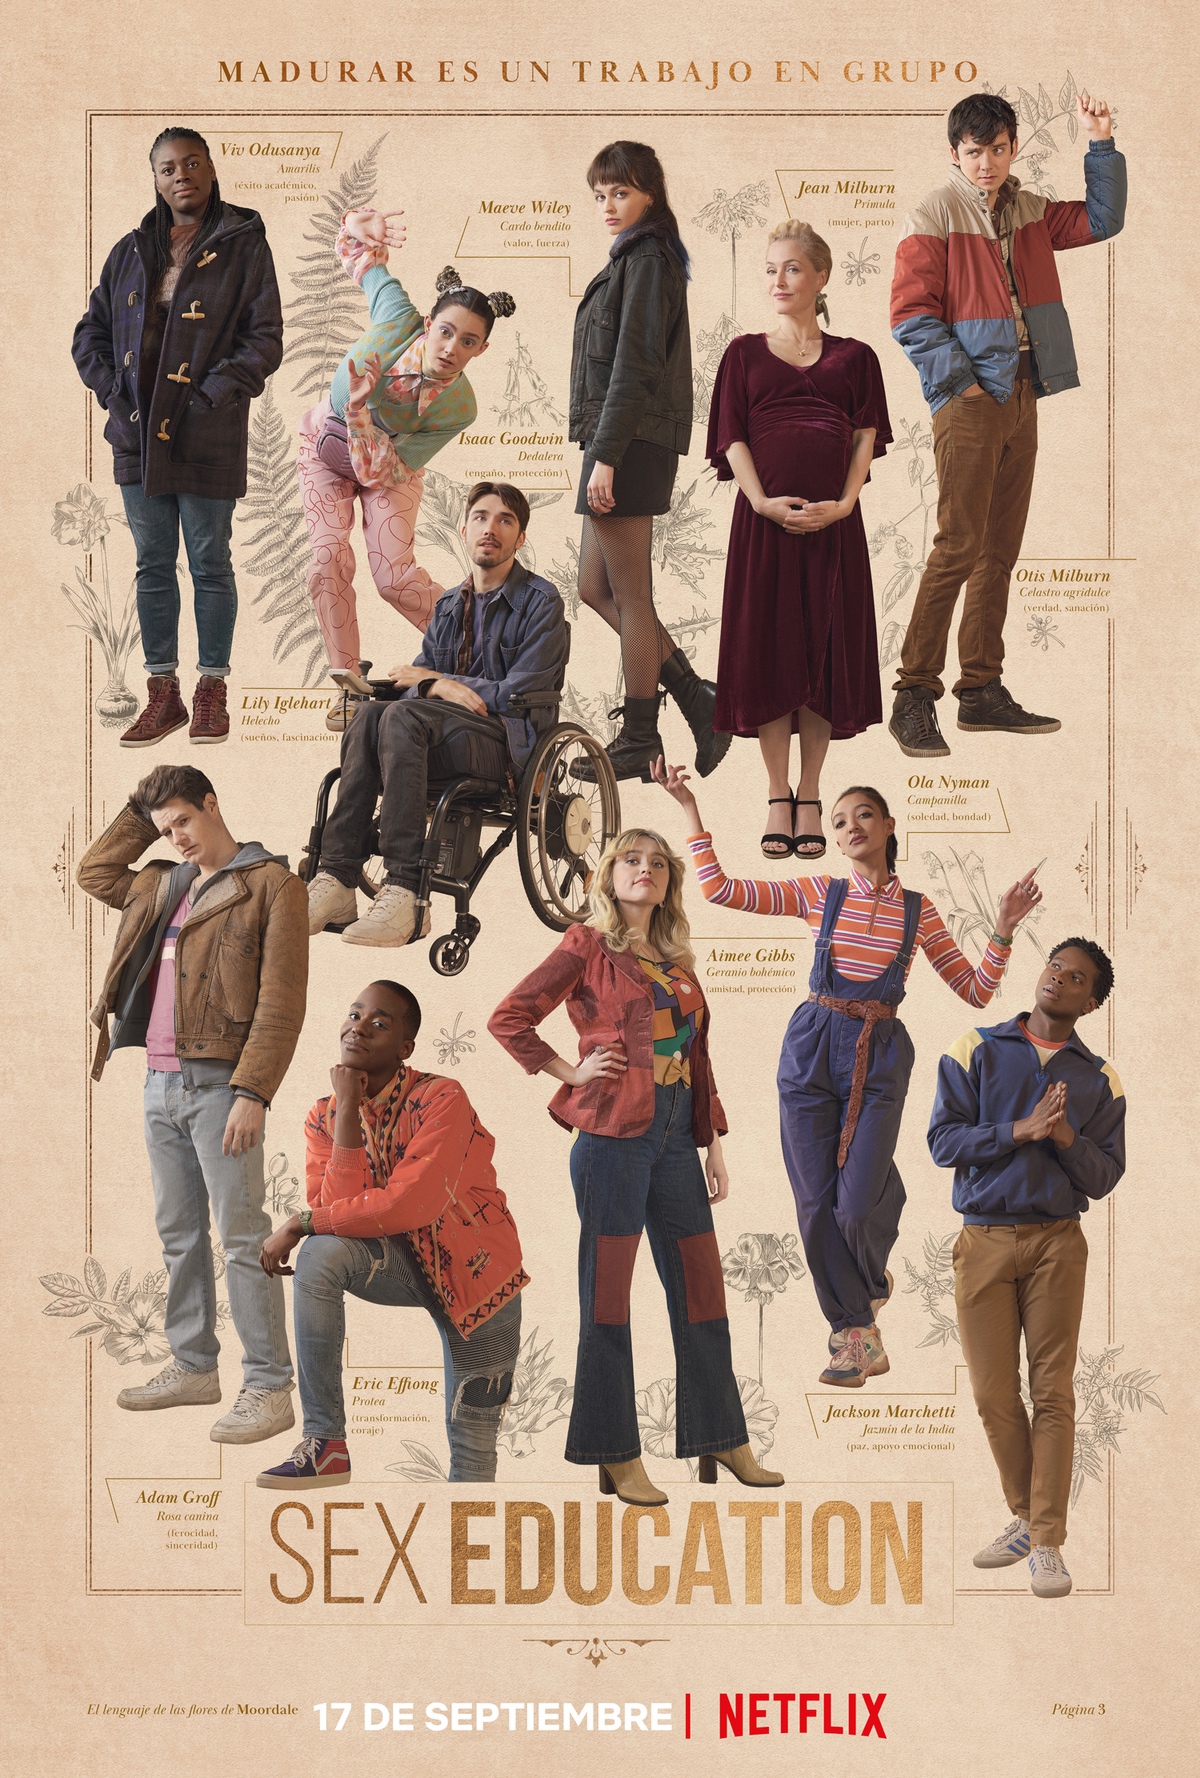 MADURAR ES UN TRABAJO EN GRUPO
Viv Odusanya
Amarilis
(éxito académico,
pasión)
Maeve Wiley
Cardo bendito
(valor, fuerza)
Jean Milburn
Prímula
(mujer, parto)
Isaac Goodwin
Dedalera
(engaño, protección)
Otis Milburn
Celastro agridulce
(verdad, sanación)
Lily Iglehart
Helecho
(sueños, fascinación)
Ola Nyman
Campanilla
(soledad, bondad)
Aimee Gibbs
Geranio bohémico
(amistad, protección)
Eric Effiong
Protea
(transformación,
coraje)
Jackson Marchetti
Jazmín de la India
(paz, apoyo emocional)
Adam Groff
Rosa canina
(ferocidad,
sinceridad)
SEX EDUCATION
El lenguaje de las flores de Moordale
17 DE SEPTIEMBRE | NETFLIX
Página 3